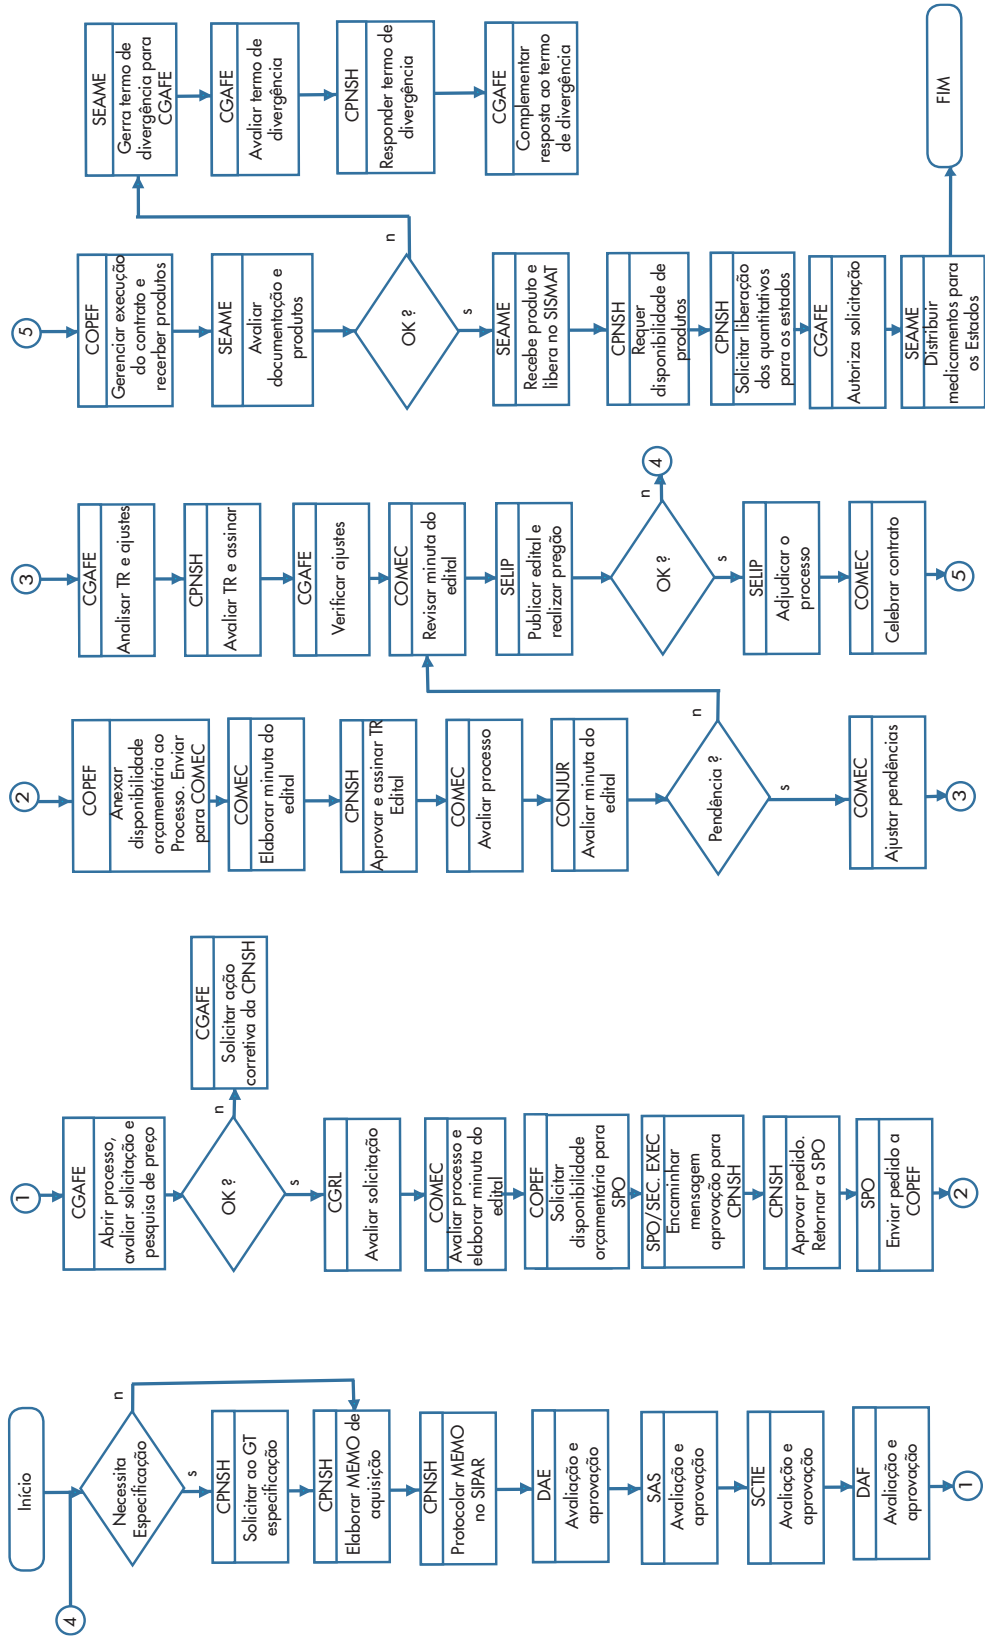 Início
4
Necessita
Especificação
n
s
CPNSH
Solicitar ao GT
especificação
CPNSH
Elaborar MEMO de
aquisição
CPNSH
Protocolar MEMO
no SIPAR
DAE
Avaliação e
aprovação
SAS
Avaliação e
aprovação
SCTIE
Avaliação e
aprovação
DAF
Avaliação e
aprovação
1
1
CGAFE
Abrir processo,
avaliar solicitação e
pesquisa de preço
OK ?
n
s
CGAFE
Solicitar ação
corretiva da CPNSH
CGRL
Avaliar solicitação
COMEC
Avaliar processo e
elaborar minuta do
edital
COPEF
Solicitar
disponibilidade
orçamentária para
SPO
SPO/SEC. EXEC
Encaminhar
mensagem
aprovação para
CPNSH
CPNSH
Aprovar pedido.
Retornar a SPO
SPO
Enviar pedido a
COPEF
2
2
COPEF
Anexar
disponibilidade
orçamentária ao
Processo. Enviar
para COMEC
COMEC
Elaborar minuta do
edital
CPNSH
Aprovar e assinar TR
Edital
COMEC
Avaliar processo
CONJUR
Avaliar minuta do
edital
Pendência ?
n
s
COMEC
Ajustar pendências
3
3
CGAFE
Analisar TR e ajustes
CPNSH
Avaliar TR e assinar
CGAFE
Verificar ajustes
COMEC
Revisar minuta do
edital
SELIP
Publicar edital e
realizar pregão
OK ?
n
4
s
SELIP
Adjudicar o
processo
COMEC
Celebrar contrato
5
5
COPEF
Gerenciar execução
do contrato e
recerber produtos
SEAME
Avaliar
documentação e
produtos
OK ?
n
s
SEAME
Gerra termo de
divergência para
CGAFE
CGAFE
Avaliar termo de
divergência
CPNSH
Responder termo de
divergência
CGAFE
Complementar
resposta ao termo
de divergência
SEAME
Recebe produto e
libera no SISMAT
CPNSH
Requer
disponibilidade de
produtos
CPNSH
Solicitar liberação
dos quantitativos
para os estados
CGAFE
Autoriza solicitação
SEAME
Distribuir
medicamentos para
os Estados
FIM